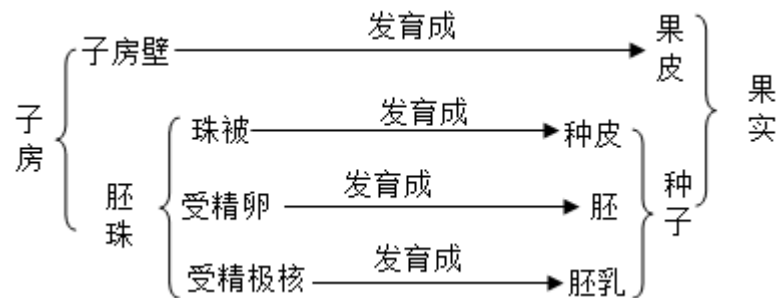 子房
子房壁
发育成
果皮
果实
胚珠
珠被
发育成
种皮
种子
受精卵
发育成
胚
受精极核
发育成
胚乳